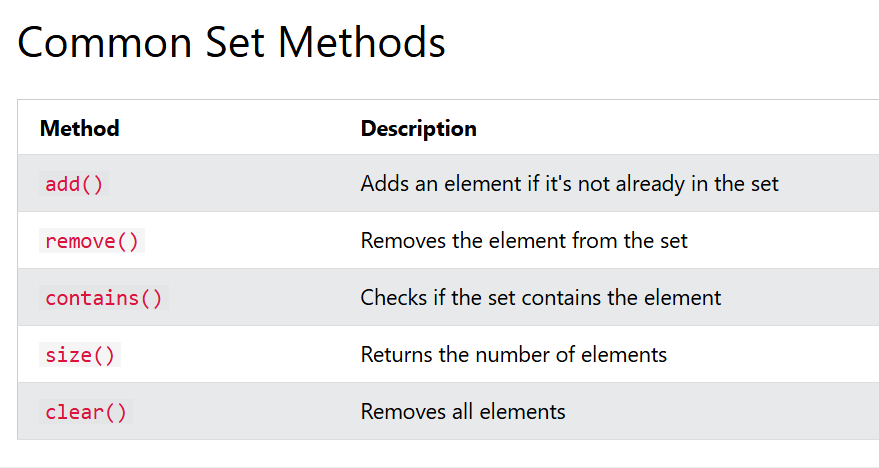 Common Set Methods
Method Description
add() Adds an element if it's not already in the set
remove() Removes the element from the set
contains() Checks if the set contains the element
size() Returns the number of elements
clear() Removes all elements